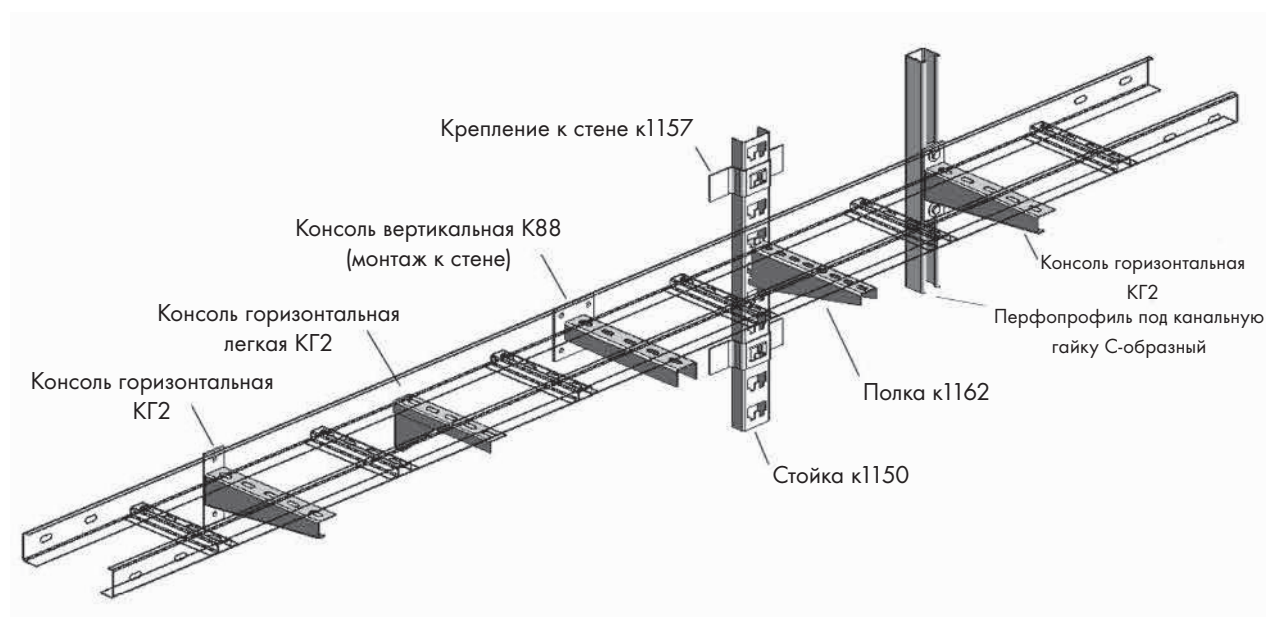 Крепление к стене к1157
Консоль вертикальная К88
(монтаж к стене)
Консоль горизонтальная
легкая КГ2
Консоль горизонтальная
КГ2
Консоль горизонтальная
КГ2
Перфопрофиль под канальную
гайку С-образный
Полка к1162
Стойка к1150